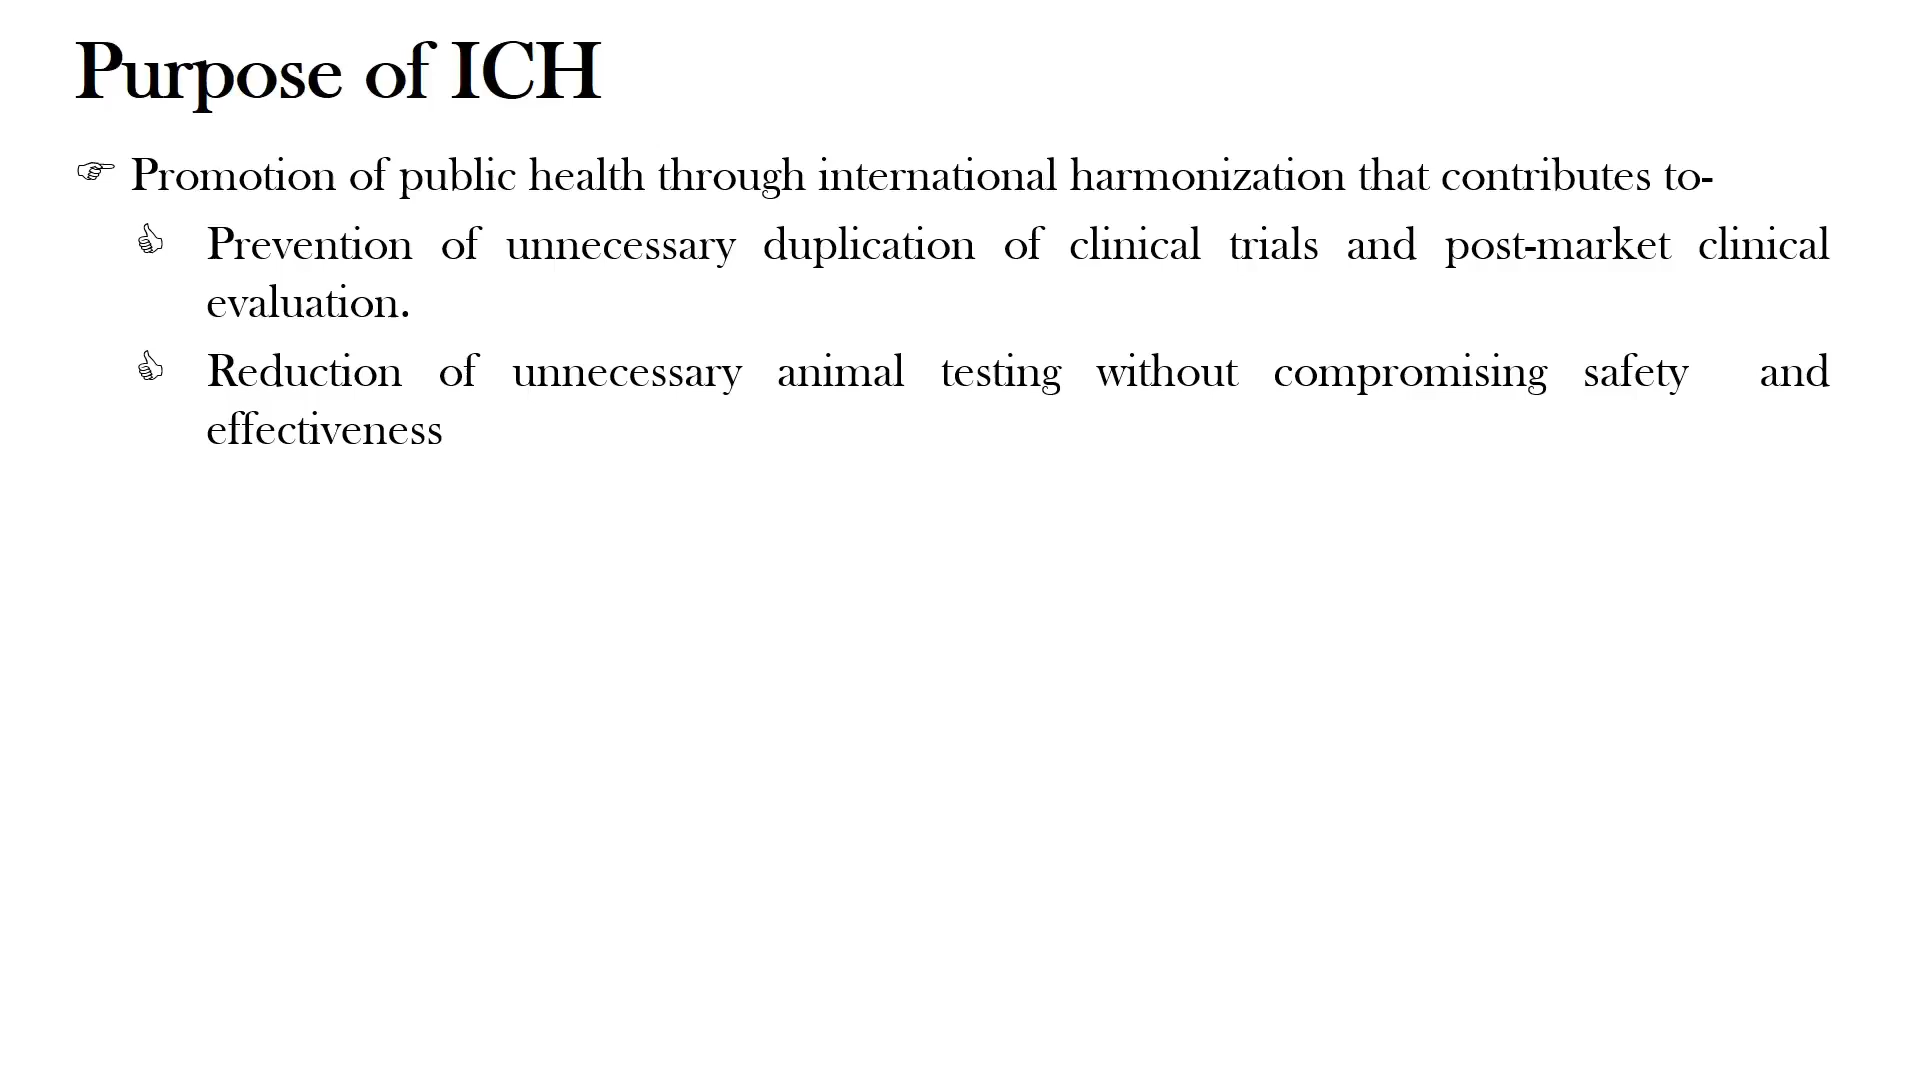 Purpose of ICH
☞ Promotion of public health through international harmonization that contributes to-
👍 Prevention of unnecessary duplication of clinical trials and post-market clinical
evaluation.
👍 Reduction of unnecessary animal testing without compromising safety and
effectiveness